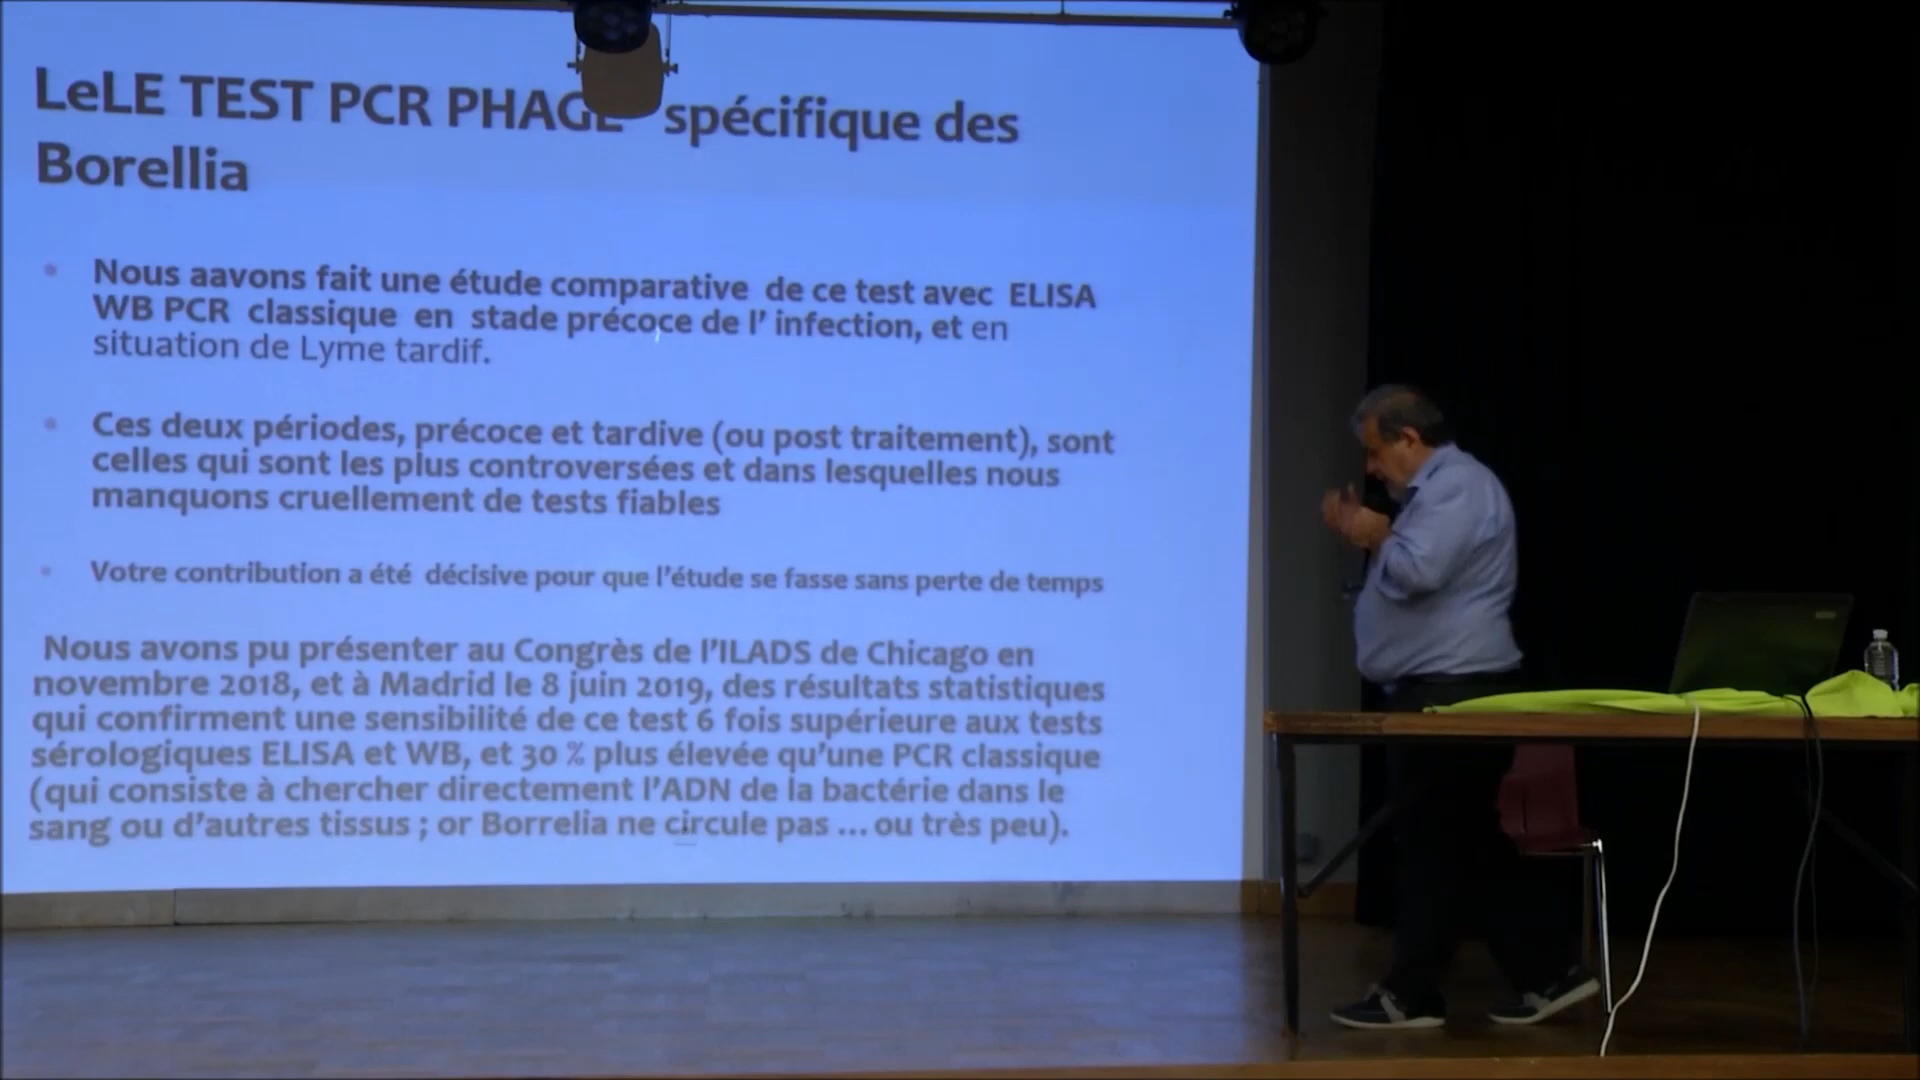 LeLE TEST PCR PHAGE spécifique des
Borellia
Nous aavons fait une étude comparative de ce test avec ELISA
WB PCR classique en stade précoce de l' infection, et en
situation de Lyme tardif.
Ces deux périodes, précoce et tardive (ou post traitement), sont
celles qui sont les plus controversées et dans lesquelles nous
manquons cruellement de tests fiables
Votre contribution a été décisive pour que l'étude se fasse sans perte de temps
Nous avons pu présenter au Congrès de l'ILADS de Chicago en
novembre 2018, et à Madrid le 8 juin 2019, des résultats statistiques
qui confirment une sensibilité de ce test 6 fois supérieure aux tests
sérologiques ELISA et WB, et 30 % plus élevée qu'une PCR classique
(qui consiste à chercher directement l'ADN de la bactérie dans le
sang ou d'autres tissus ; or Borrelia ne circule pas ... ou très peu).